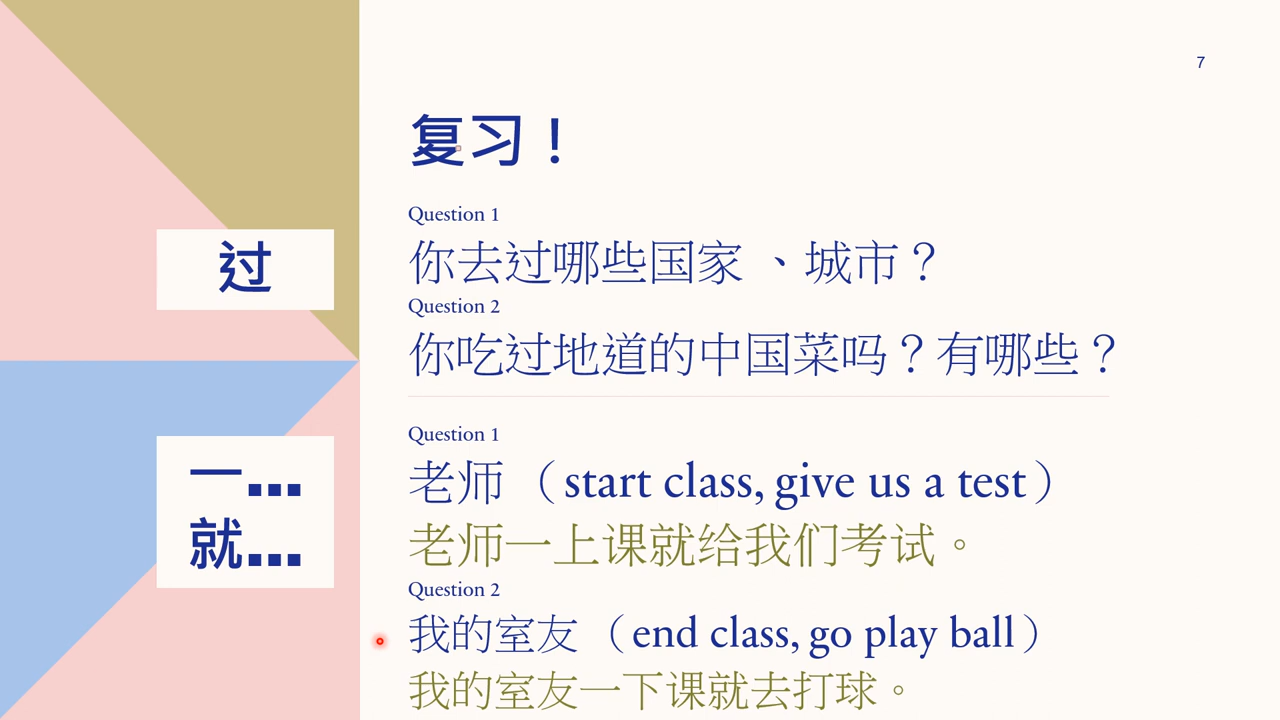 7
复习！
过
Question 1
你去过哪些国家 、城市？
Question 2
你吃过地道的中国菜吗？有哪些？
一…
就…
Question 1
老师 （start class, give us a test）
老师一上课就给我们考试。
Question 2
我的室友 （end class, go play ball）
我的室友一下课就去打球。